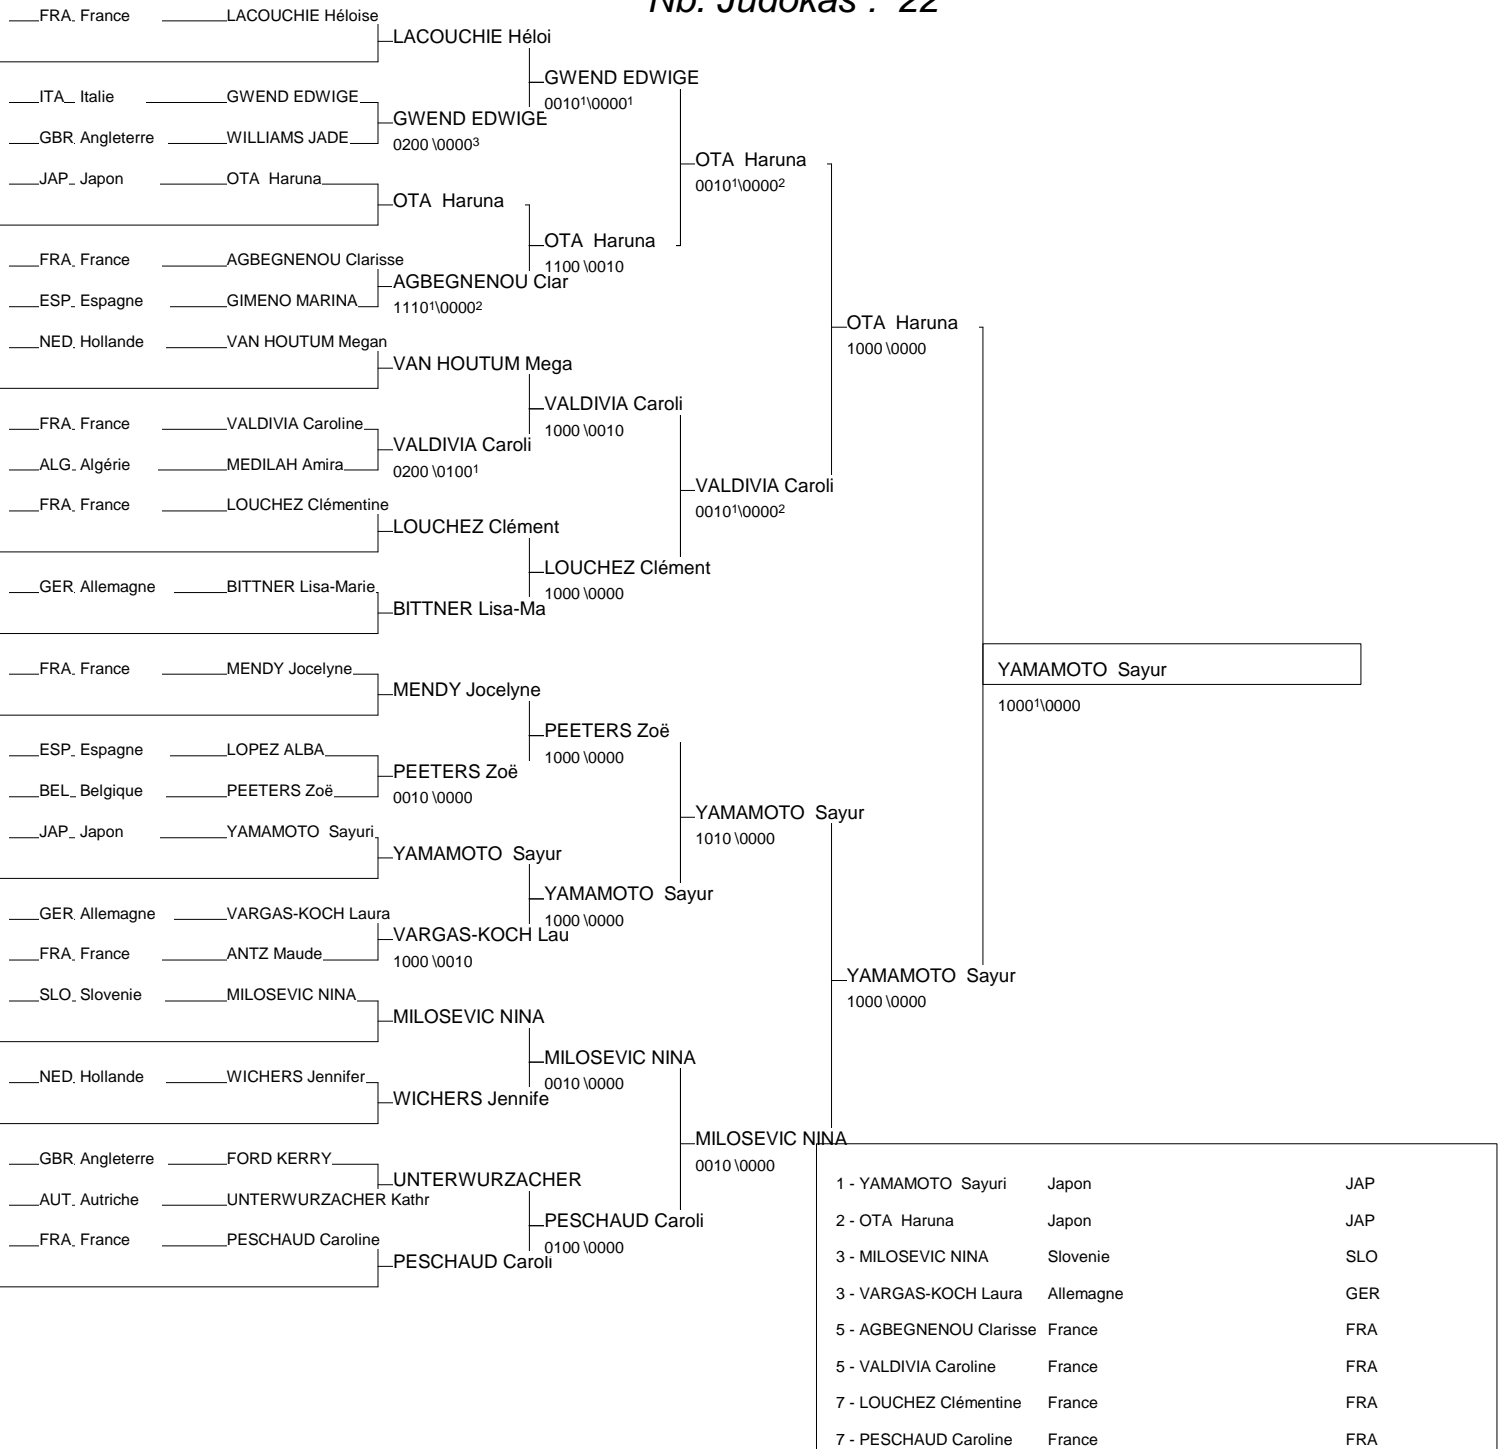 Nb. Judokas : 22
FRA France LACOUCHIE Héloise
LACOUCHIE Héloi
GWEND EDWIGE
0010¹\0000¹
ITA Italie GWEND EDWIGE
GWEND EDWIGE
0200 \0000³
GBR Angleterre WILLIAMS JADE
OTA Haruna
0010¹\0000²
JAP Japon OTA Haruna
OTA Haruna
OTA Haruna
1100 \0010
FRA France AGBEGNENOU Clarisse
AGBEGNENOU Clar
1110¹\0000²
ESP Espagne GIMENO MARINA
OTA Haruna
1000 \0000
NED Hollande VAN HOUTUM Megan
VAN HOUTUM Mega
VALDIVIA Caroli
1000 \0010
FRA France VALDIVIA Caroline
VALDIVIA Caroli
0200 \0100¹
ALG Algérie MEDILAH Amira
VALDIVIA Caroli
0010¹\0000²
FRA France LOUCHEZ Clémentine
LOUCHEZ Clément
LOUCHEZ Clément
1000 \0000
GER Allemagne BITTNER Lisa-Marie
BITTNER Lisa-Ma
YAMAMOTO Sayur
1000¹\0000
FRA France MENDY Jocelyne
MENDY Jocelyne
PEETERS Zoë
1000 \0000
ESP Espagne LOPEZ ALBA
PEETERS Zoë
0010 \0000
BEL Belgique PEETERS Zoë
YAMAMOTO Sayur
1010 \0000
JAP Japon YAMAMOTO Sayuri
YAMAMOTO Sayur
YAMAMOTO Sayur
1000 \0000
GER Allemagne VARGAS-KOCH Laura
VARGAS-KOCH Lau
1000 \0010
FRA France ANTZ Maude
YAMAMOTO Sayur
1000 \0000
SLO Slovenie MILOSEVIC NINA
MILOSEVIC NINA
MILOSEVIC NINA
0010 \0000
NED Hollande WICHERS Jennifer
WICHERS Jennife
MILOSEVIC NINA
0010 \0000
GBR Angleterre FORD KERRY
UNTERWURZACHER
AUT Autriche UNTERWURZACHER Kathr
PESCHAUD Caroli
0100 \0000
FRA France PESCHAUD Caroline
PESCHAUD Caroli
1 - YAMAMOTO Sayuri Japon JAP
2 - OTA Haruna Japon JAP
3 - MILOSEVIC NINA Slovenie SLO
3 - VARGAS-KOCH Laura Allemagne GER
5 - AGBEGNENOU Clarisse France FRA
5 - VALDIVIA Caroline France FRA
7 - LOUCHEZ Clémentine France FRA
7 - PESCHAUD Caroline France FRA